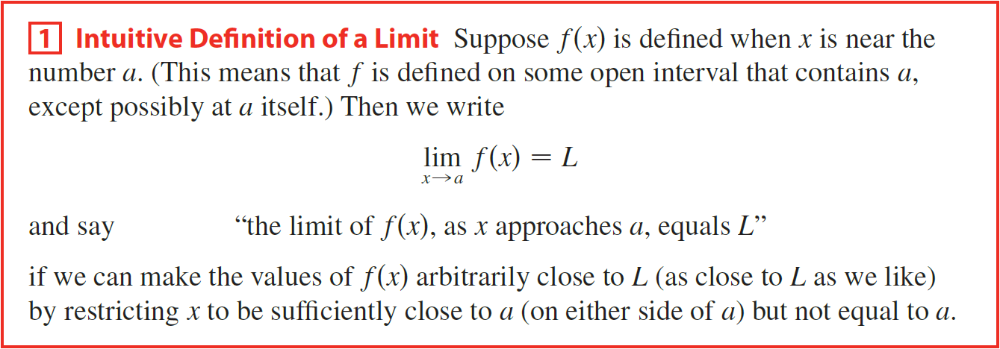 1 Intuitive Definition of a Limit Suppose f(x) is defined when x is near the
number a. (This means that f is defined on some open interval that contains a,
except possibly at a itself.) Then we write
lim f(x) = L
x→a
and say “the limit of f(x), as x approaches a, equals L”
if we can make the values of f(x) arbitrarily close to L (as close to L as we like)
by restricting x to be sufficiently close to a (on either side of a) but not equal to a.